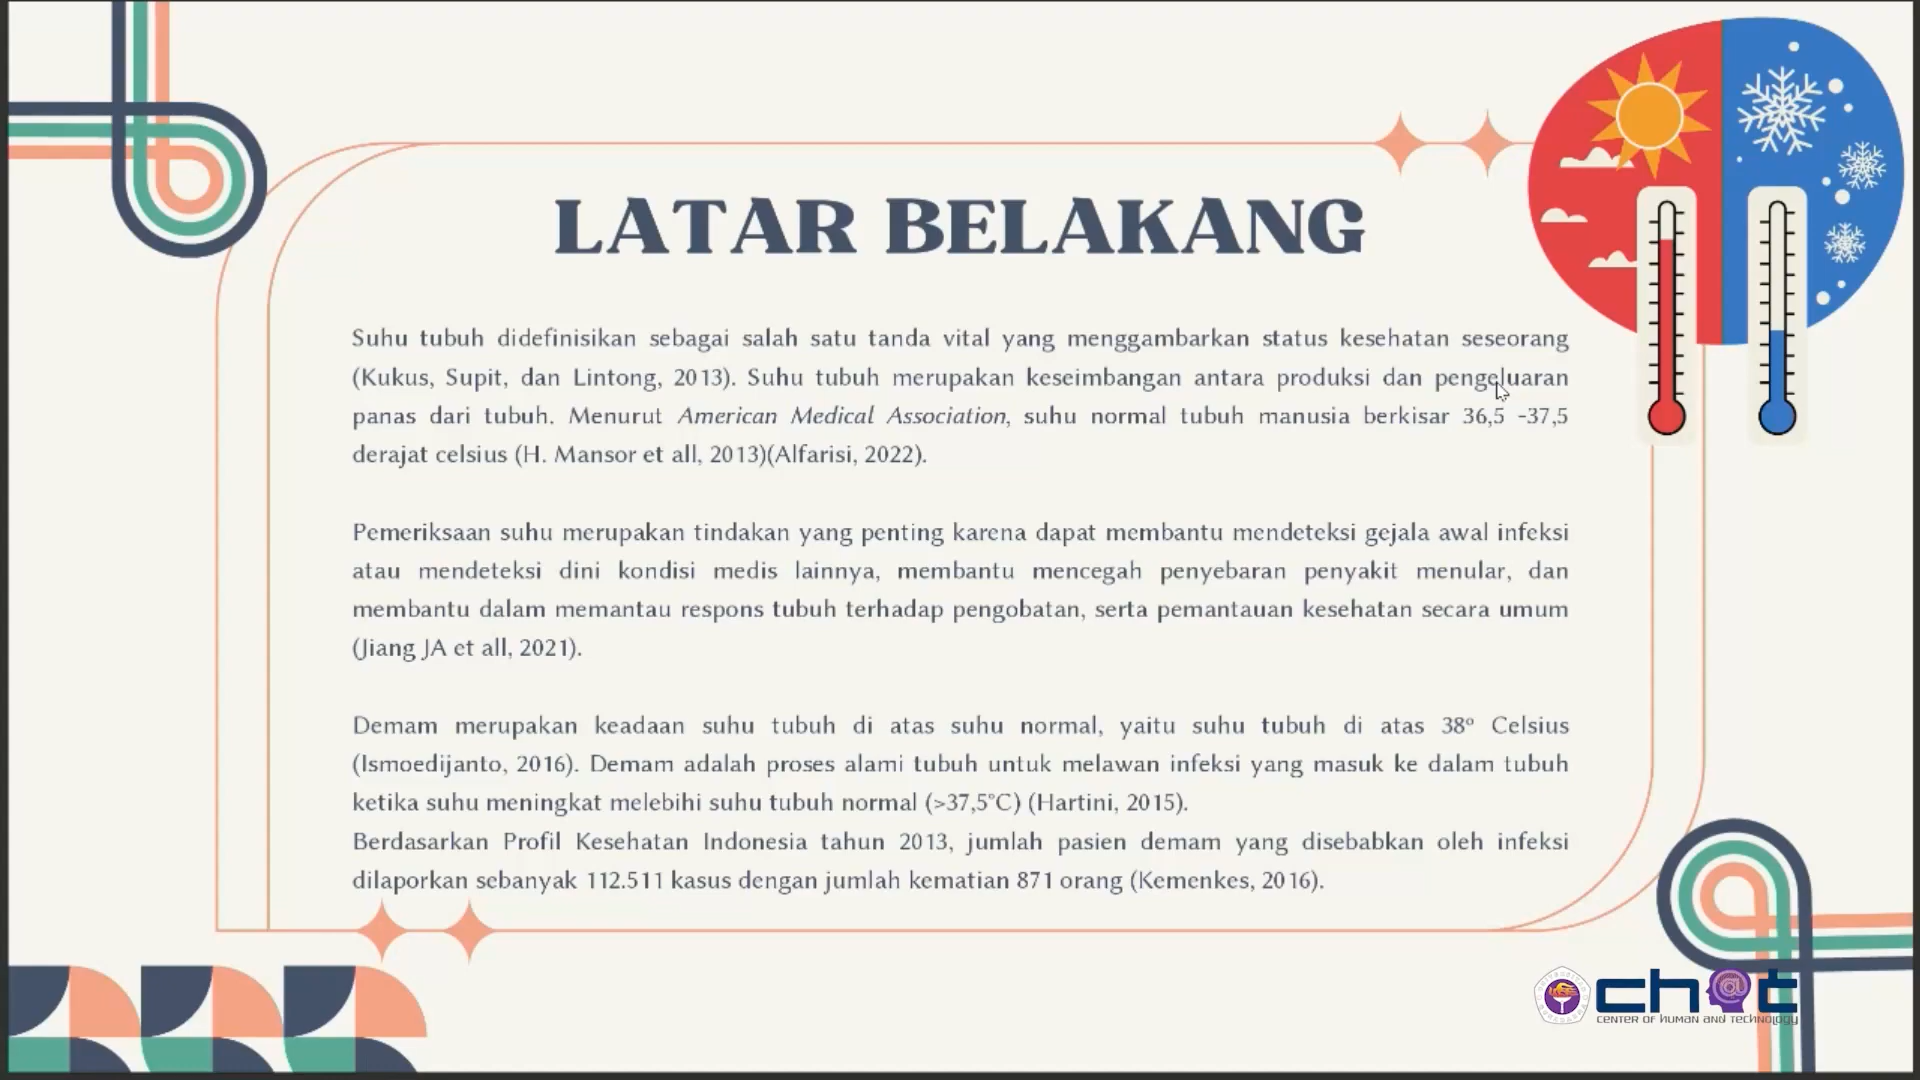 LATAR BELAKANG
Suhu tubuh didefinisikan sebagai salah satu tanda vital yang menggambarkan status kesehatan seseorang
(Kukus, Supit, dan Lintong, 2013). Suhu tubuh merupakan keseimbangan antara produksi dan pengeluaran
panas dari tubuh. Menurut American Medical Association, suhu normal tubuh manusia berkisar 36,5 -37,5
derajat celsius (H. Mansor et all, 2013)(Alfarisi, 2022).
Pemeriksaan suhu merupakan tindakan yang penting karena dapat membantu mendeteksi gejala awal infeksi
atau mendeteksi dini kondisi medis lainnya, membantu mencegah penyebaran penyakit menular, dan
membantu dalam memantau respons tubuh terhadap pengobatan, serta pemantauan kesehatan secara umum
(Jiang JA et all, 2021).
Demam merupakan keadaan suhu tubuh di atas suhu normal, yaitu suhu tubuh di atas 38º Celsius
(Ismoedijanto, 2016). Demam adalah proses alami tubuh untuk melawan infeksi yang masuk ke dalam tubuh
ketika suhu meningkat melebihi suhu tubuh normal (>37,5°C) (Hartini, 2015).
Berdasarkan Profil Kesehatan Indonesia tahun 2013, jumlah pasien demam yang disebabkan oleh infeksi
dilaporkan sebanyak 112.511 kasus dengan jumlah kematian 871 orang (Kemenkes, 2016).
ch@t
CENTER OF HUMAN AND TECHNOLOGY